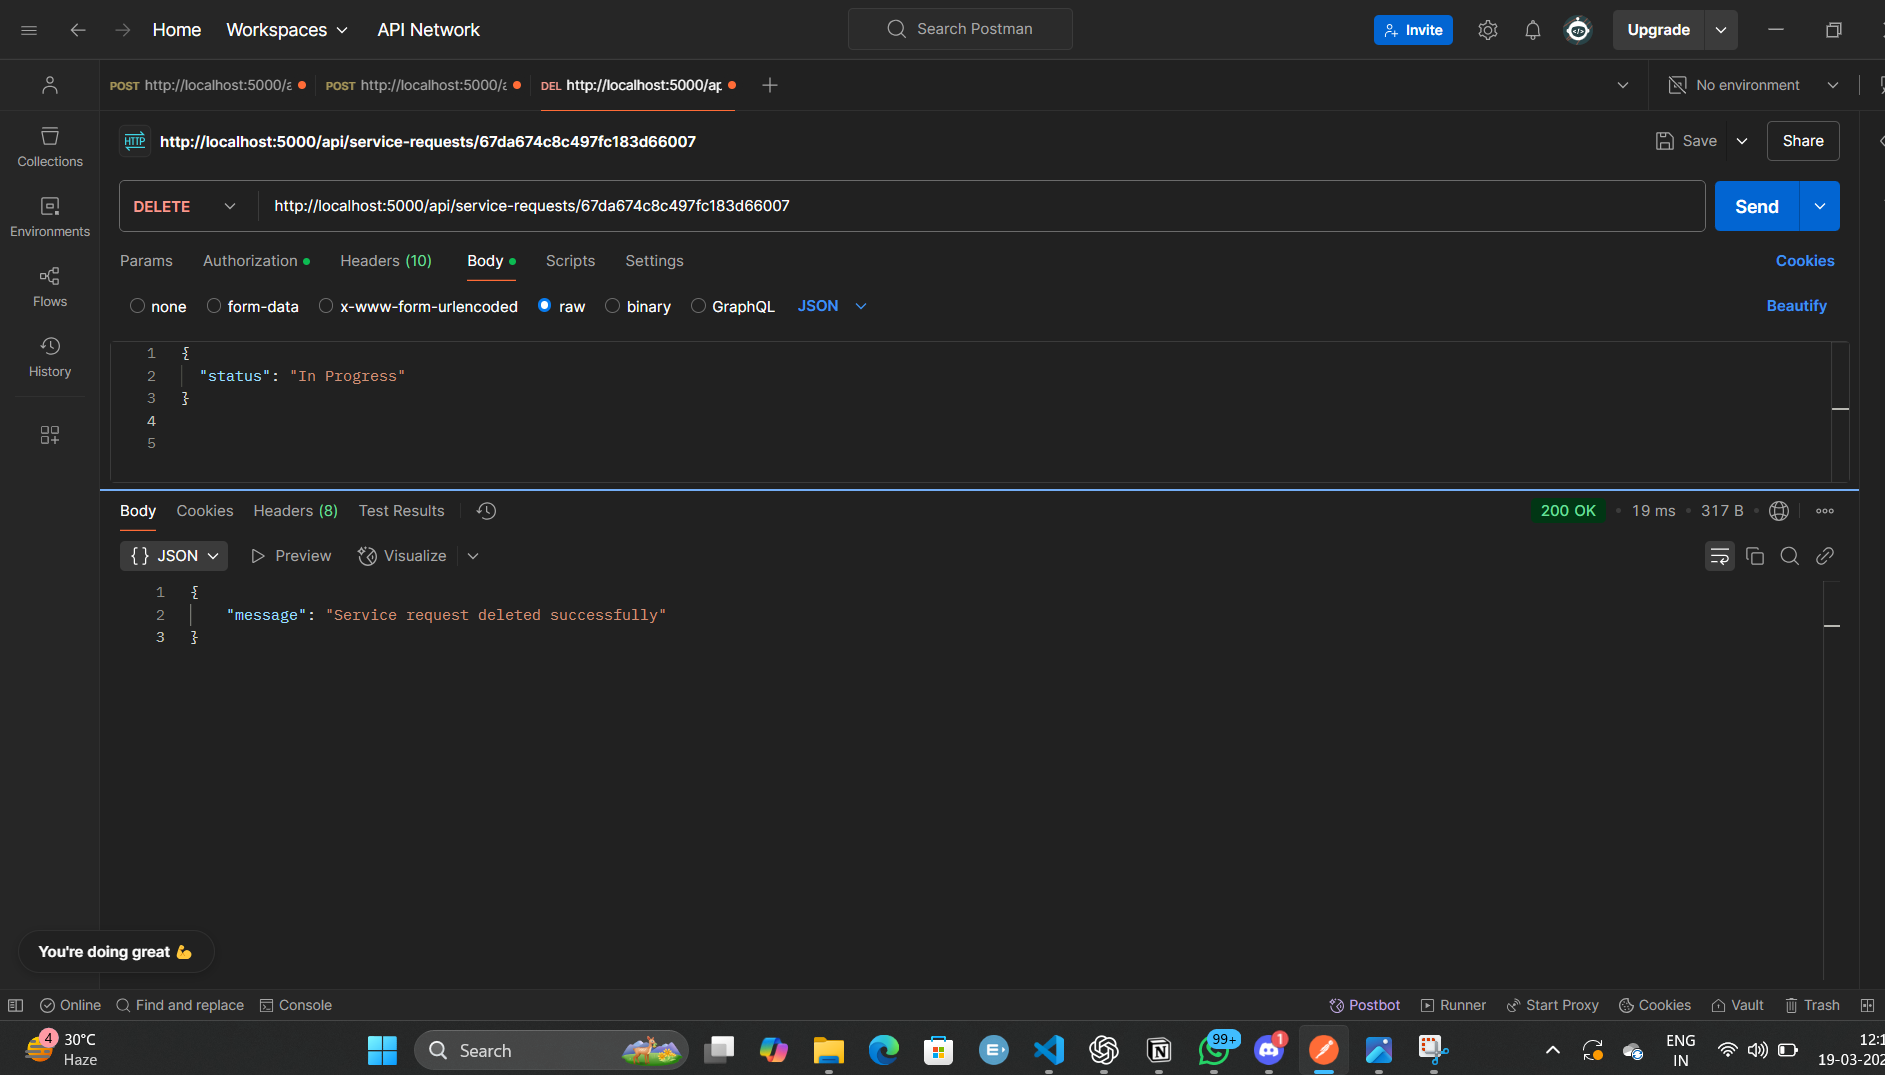 Home Workspaces API Network Search Postman Invite Upgrade
POST http://localhost:5000/a POST http://localhost:5000/a DEL http://localhost:5000/ap No environment
HTTP http://localhost:5000/api/service-requests/67da674c8c497fc183d66007 Save Share
Collections
DELETE http://localhost:5000/api/service-requests/67da674c8c497fc183d66007 Send
Environments
Params Authorization Headers (10) Body Scripts Settings Cookies
Flows
none form-data x-www-form-urlencoded raw binary GraphQL JSON Beautify
History
1 {
2 "status": "In Progress"
3 }
4
5
Body Cookies Headers (8) Test Results 200 OK 19 ms 317 B
{} JSON Preview Visualize
1 {
2 "message": "Service request deleted successfully"
3 }
You're doing great 💪
Online Find and replace Console Postbot Runner Start Proxy Cookies Vault Trash
4 30°C
Haze
Search
99+
1
ENG
IN
12:1
19-03-202